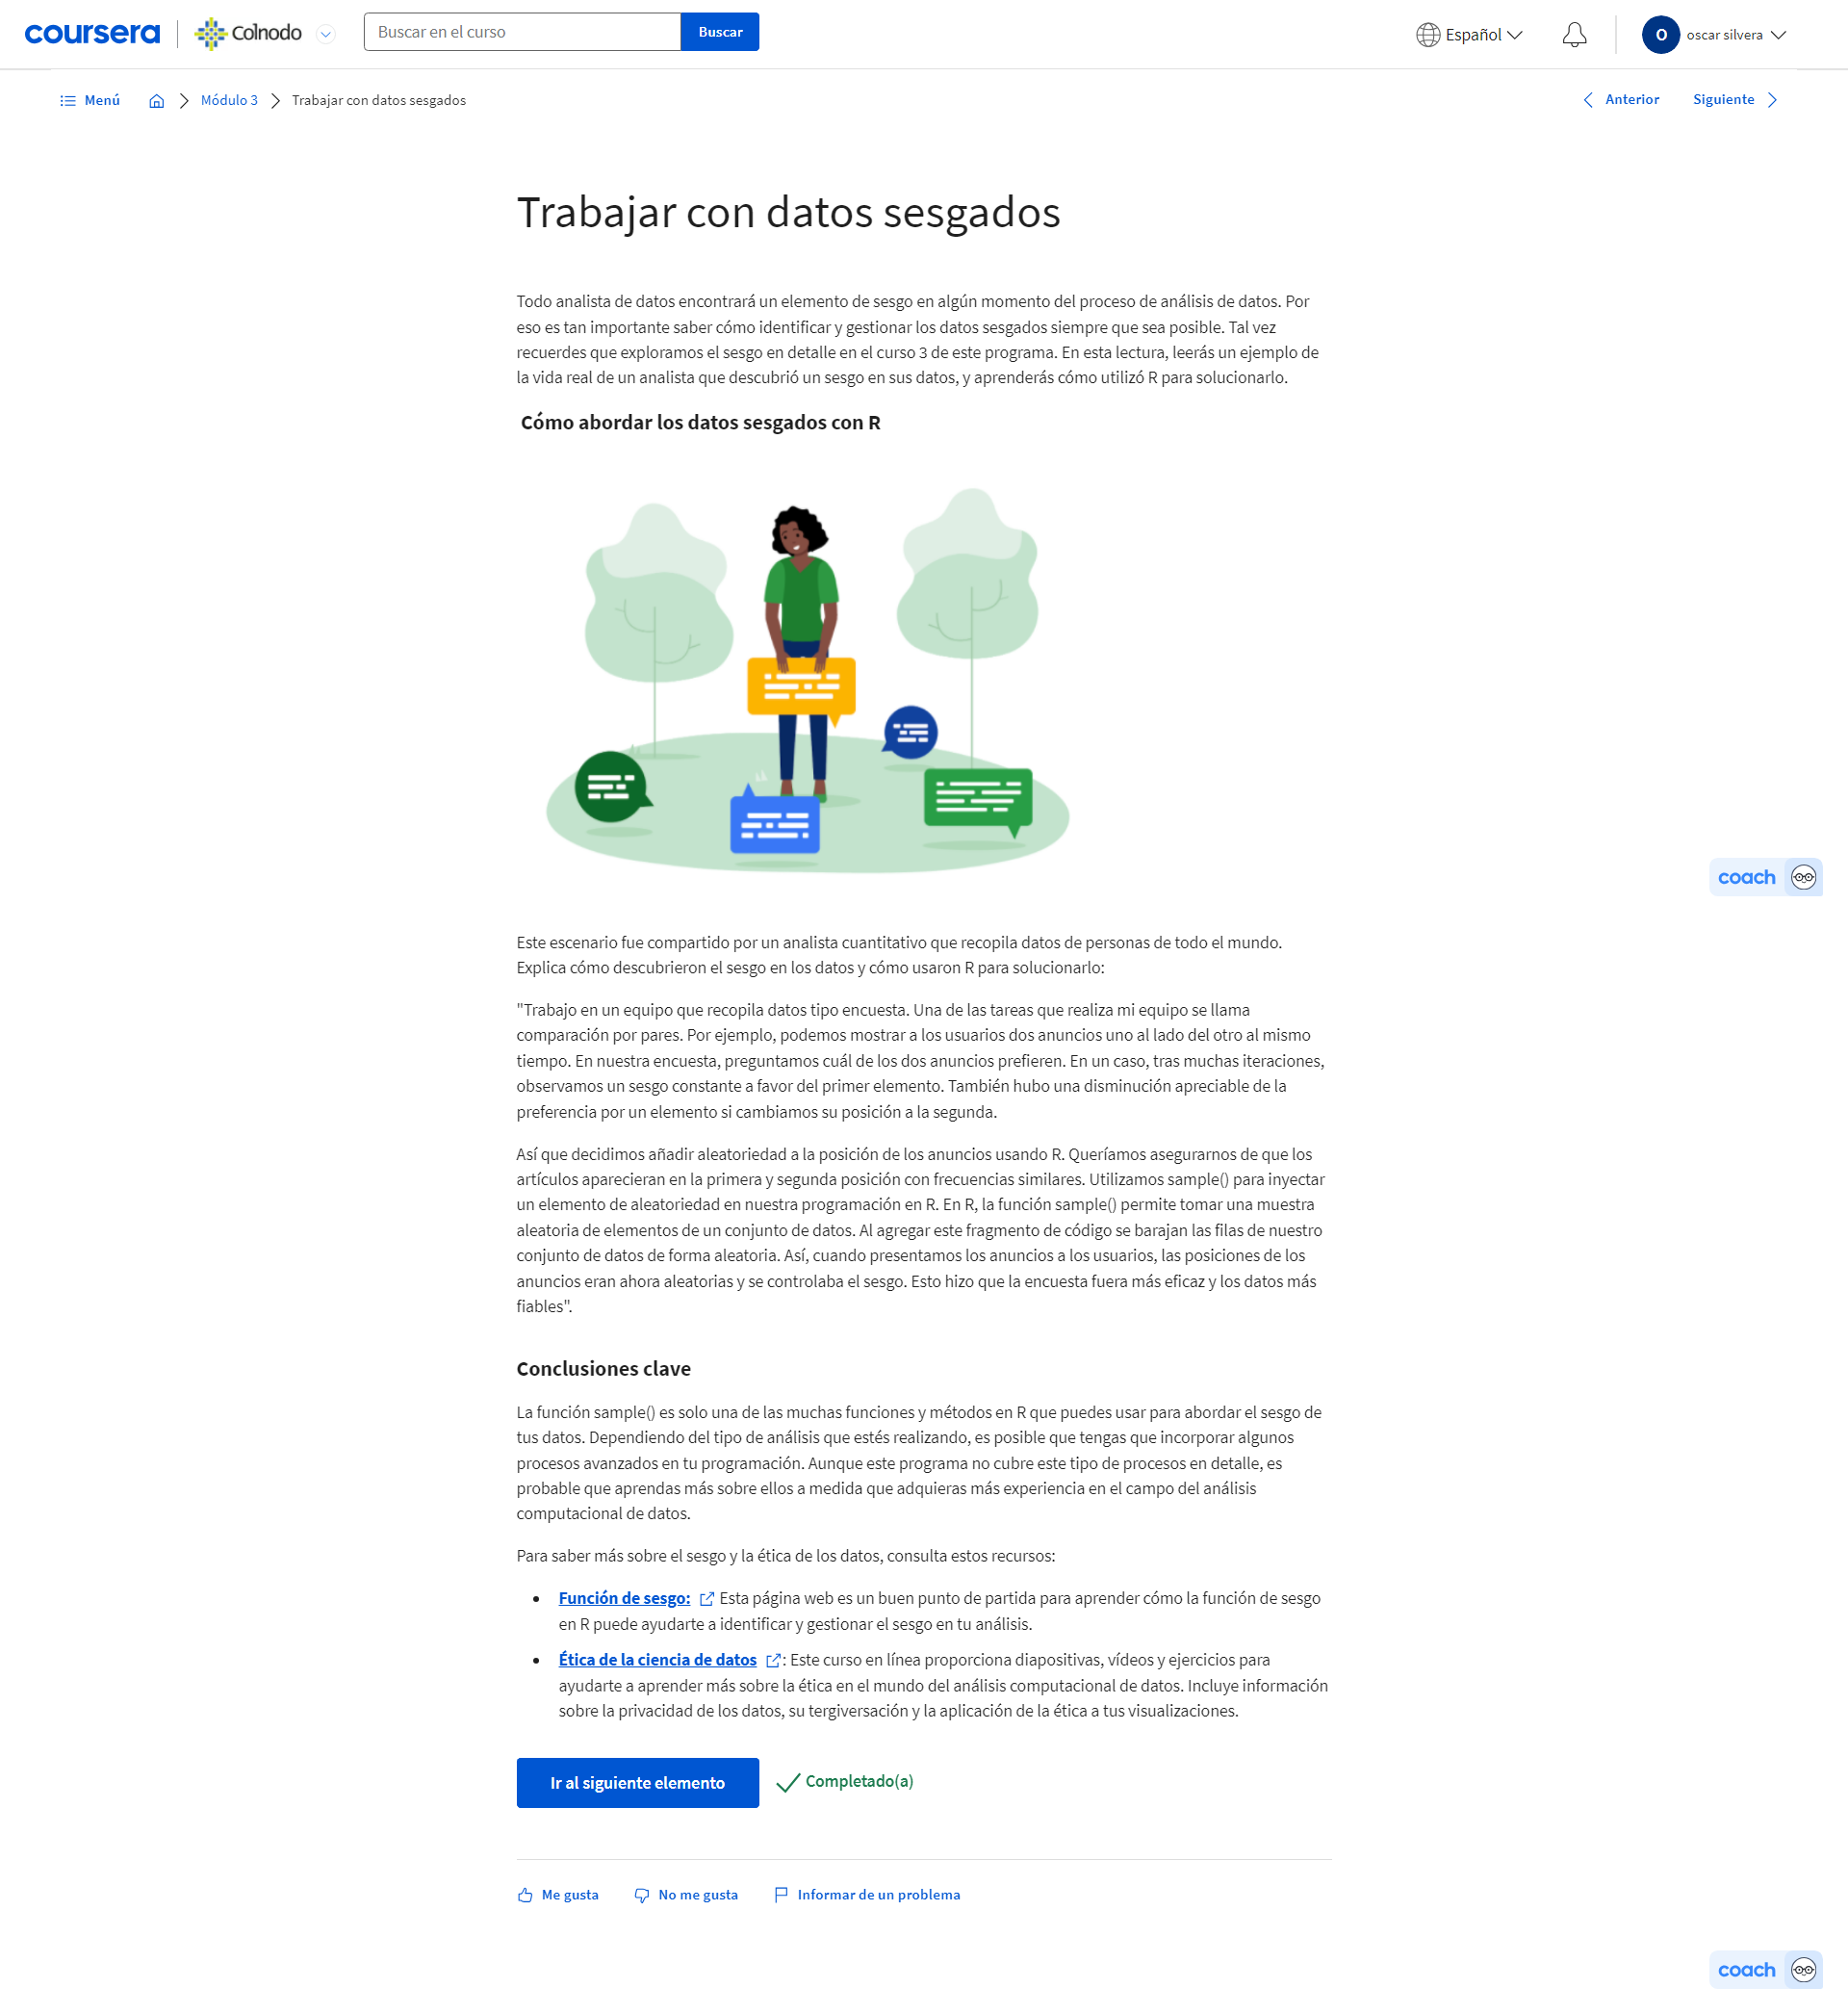 coursera
Colnodo
Buscar en el curso
Buscar
Español
O
oscar silvera
Menú
Módulo 3
Trabajar con datos sesgados
Anterior
Siguiente
Trabajar con datos sesgados
Todo analista de datos encontrará un elemento de sesgo en algún momento del proceso de análisis de datos. Por
eso es tan importante saber cómo identificar y gestionar los datos sesgados siempre que sea posible. Tal vez
recuerdes que exploramos el sesgo en detalle en el curso 3 de este programa. En esta lectura, leerás un ejemplo de
la vida real de un analista que descubrió un sesgo en sus datos, y aprenderás cómo utilizó R para solucionarlo.
Cómo abordar los datos sesgados con R
coach
Este escenario fue compartido por un analista cuantitativo que recopila datos de personas de todo el mundo.
Explica cómo descubrieron el sesgo en los datos y cómo usaron R para solucionarlo:
"Trabajo en un equipo que recopila datos tipo encuesta. Una de las tareas que realiza mi equipo se llama
comparación por pares. Por ejemplo, podemos mostrar a los usuarios dos anuncios uno al lado del otro al mismo
tiempo. En nuestra encuesta, preguntamos cuál de los dos anuncios prefieren. En un caso, tras muchas iteraciones,
observamos un sesgo constante a favor del primer elemento. También hubo una disminución apreciable de la
preferencia por un elemento si cambiamos su posición a la segunda.
Así que decidimos añadir aleatoriedad a la posición de los anuncios usando R. Queríamos asegurarnos de que los
artículos aparecieran en la primera y segunda posición con frecuencias similares. Utilizamos sample() para inyectar
un elemento de aleatoriedad en nuestra programación en R. En R, la función sample() permite tomar una muestra
aleatoria de elementos de un conjunto de datos. Al agregar este fragmento de código se barajan las filas de nuestro
conjunto de datos de forma aleatoria. Así, cuando presentamos los anuncios a los usuarios, las posiciones de los
anuncios eran ahora aleatorias y se controlaba el sesgo. Esto hizo que la encuesta fuera más eficaz y los datos más
fiables".
Conclusiones clave
La función sample() es solo una de las muchas funciones y métodos en R que puedes usar para abordar el sesgo de
tus datos. Dependiendo del tipo de análisis que estés realizando, es posible que tengas que incorporar algunos
procesos avanzados en tu programación. Aunque este programa no cubre este tipo de procesos en detalle, es
probable que aprendas más sobre ellos a medida que adquieras más experiencia en el campo del análisis
computacional de datos.
Para saber más sobre el sesgo y la ética de los datos, consulta estos recursos:
• Función de sesgo: Esta página web es un buen punto de partida para aprender cómo la función de sesgo
en R puede ayudarte a identificar y gestionar el sesgo en tu análisis.
• Ética de la ciencia de datos : Este curso en línea proporciona diapositivas, vídeos y ejercicios para
ayudarte a aprender más sobre la ética en el mundo del análisis computacional de datos. Incluye información
sobre la privacidad de los datos, su tergiversación y la aplicación de la ética a tus visualizaciones.
Ir al siguiente elemento
Completado(a)
Me gusta
No me gusta
Informar de un problema
coach